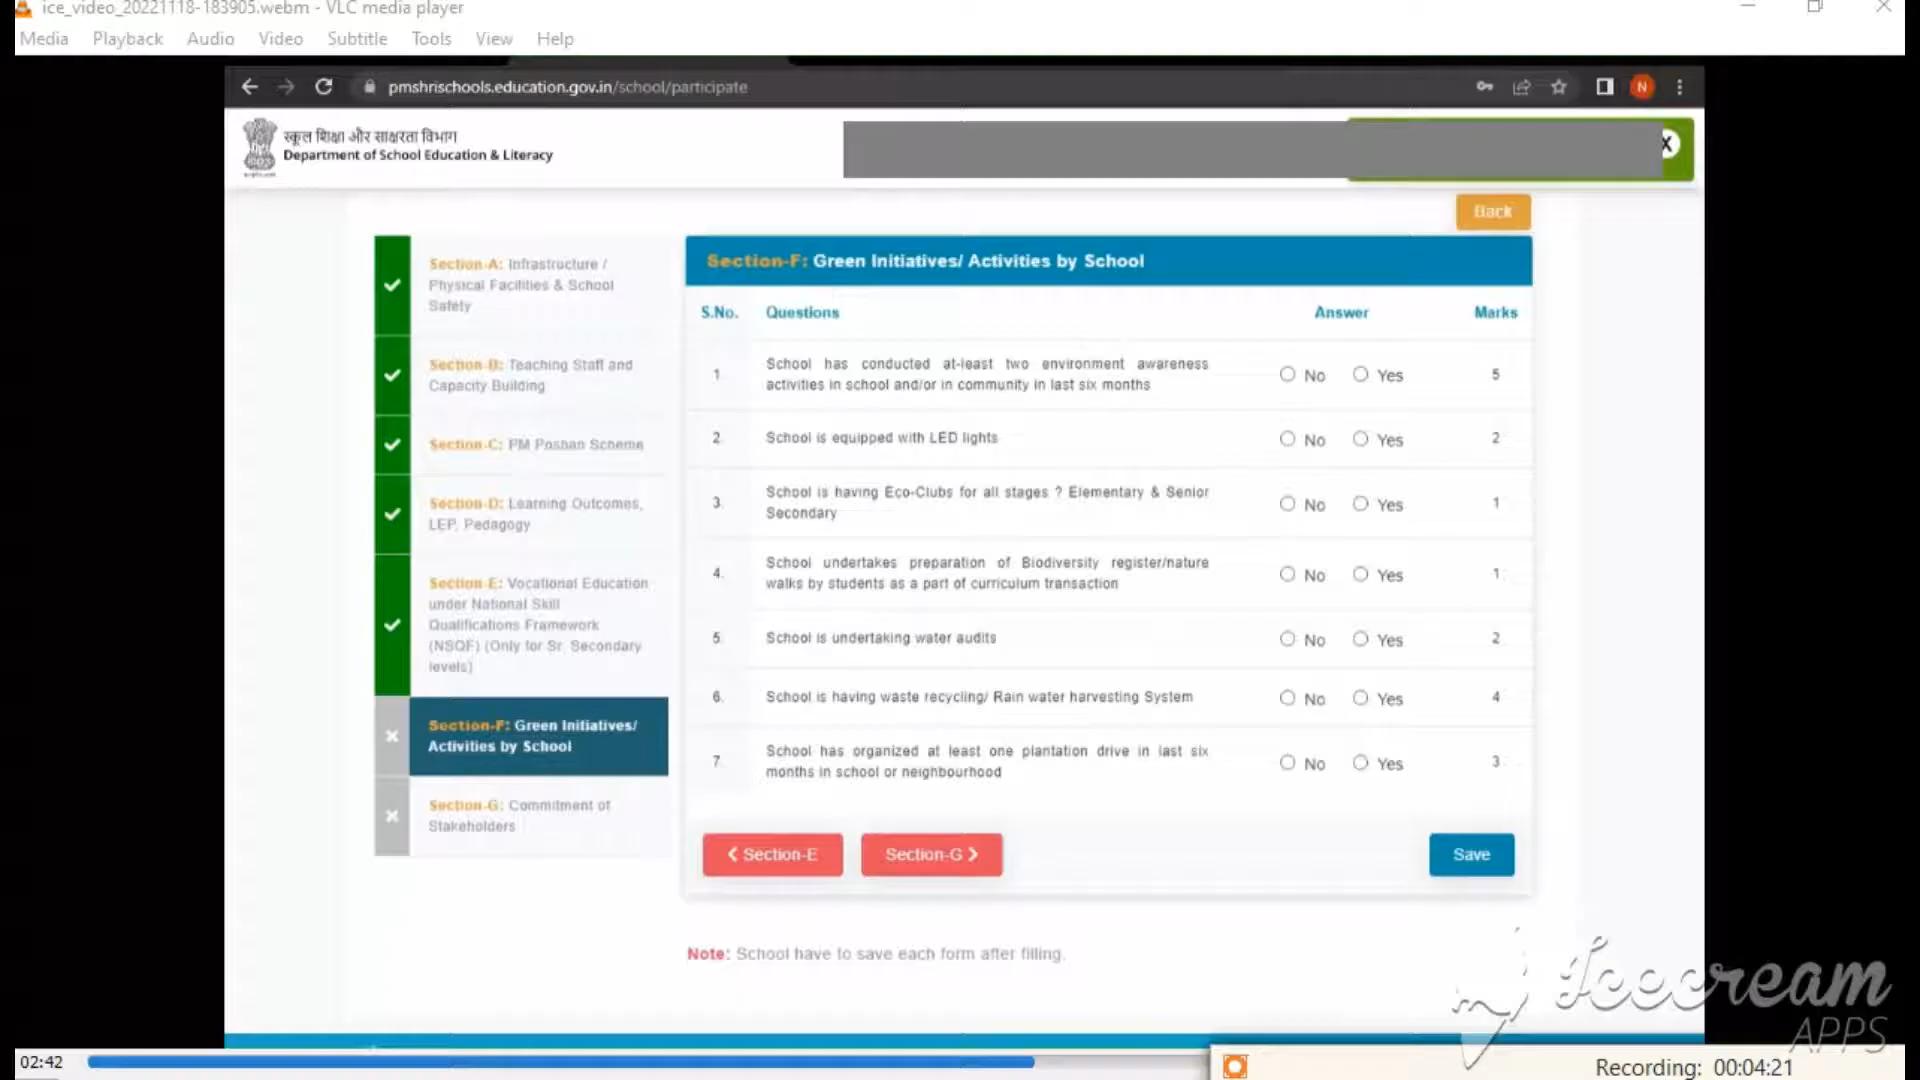 ice_video_20221118-183905.webm - VLC media player
Media Playback Audio Video Subtitle Tools View Help
pmshrischools.education.gov.in/school/participate
N
स्कूल शिक्षा और साक्षरता विभाग
Department of School Education & Literacy
X
Back
Section-A: Infrastructure /
Physical Facilities & School
Safety
Section-B: Teaching Staff and
Capacity Building
Section-C: PM Poshan Scheme
Section-D: Learning Outcomes,
LEP, Pedagogy
Section-E: Vocational Education
under National Skill
Qualifications Framework
(NSQF) (Only for Sr. Secondary
levels)
Section-F: Green Initiatives/
Activities by School
Section-G: Commitment of
Stakeholders
Section-F: Green Initiatives/ Activities by School
S.No. Questions Answer Marks
1. School has conducted at-least two environment awareness
activities in school and/or in community in last six months
No Yes 5
2. School is equipped with LED lights No Yes 2
3. School is having Eco-Clubs for all stages ? Elementary & Senior
Secondary
No Yes 1
4. School undertakes preparation of Biodiversity register/nature
walks by students as a part of curriculum transaction
No Yes 1
5. School is undertaking water audits No Yes 2
6. School is having waste recycling/ Rain water harvesting System No Yes 4
7. School has organized at least one plantation drive in last six
months in school or neighbourhood
No Yes 3
Section-E Section-G Save
Note: School have to save each form after filling.
Icecream
APPS
02:42
Recording: 00:04:21